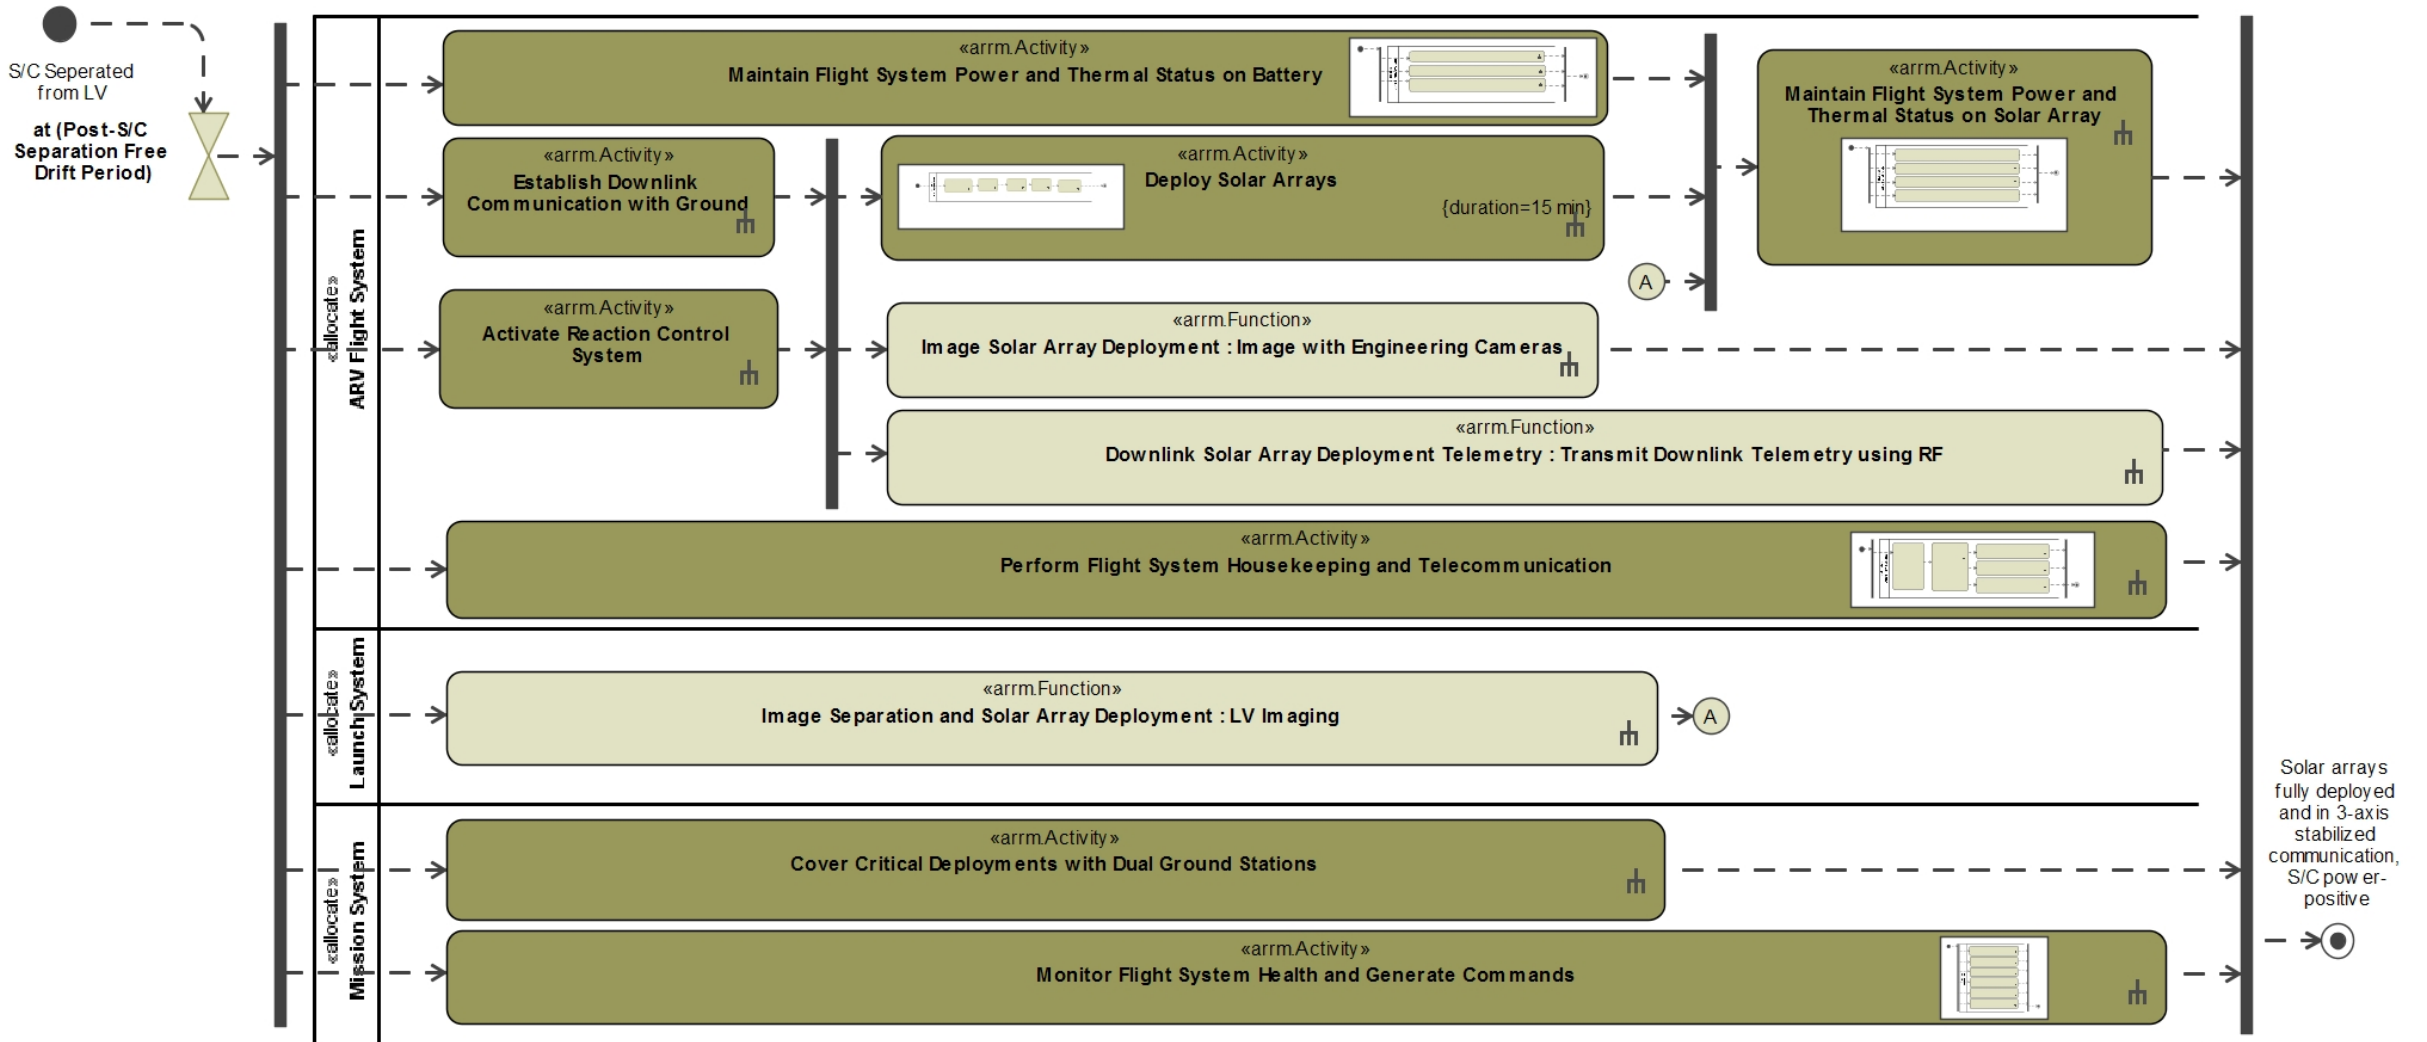 S/C Seperated
from LV
at (Post-S/C
Separation Free
Drift Period)
«allocate»
ARV Flight System
«arrm.Activity»
Maintain Flight System Power and Thermal Status on Battery
«arrm.Activity»
Maintain Flight System Power and
Thermal Status on Solar Array
«arrm.Activity»
Establish Downlink
Communication with Ground
«arrm.Activity»
Deploy Solar Arrays
{duration=15 min}
A
«arrm.Activity»
Activate Reaction Control
System
«arrm.Function»
Image Solar Array Deployment : Image with Engineering Cameras
«arrm.Function»
Downlink Solar Array Deployment Telemetry : Transmit Downlink Telemetry using RF
«arrm.Activity»
Perform Flight System Housekeeping and Telecommunication
«allocate»
Launch System
«arrm.Function»
Image Separation and Solar Array Deployment : LV Imaging
A
«allocate»
Mission System
«arrm.Activity»
Cover Critical Deployments with Dual Ground Stations
«arrm.Activity»
Monitor Flight System Health and Generate Commands
Solar arrays
fully deployed
and in 3-axis
stabilized
communication,
S/C power-
positive